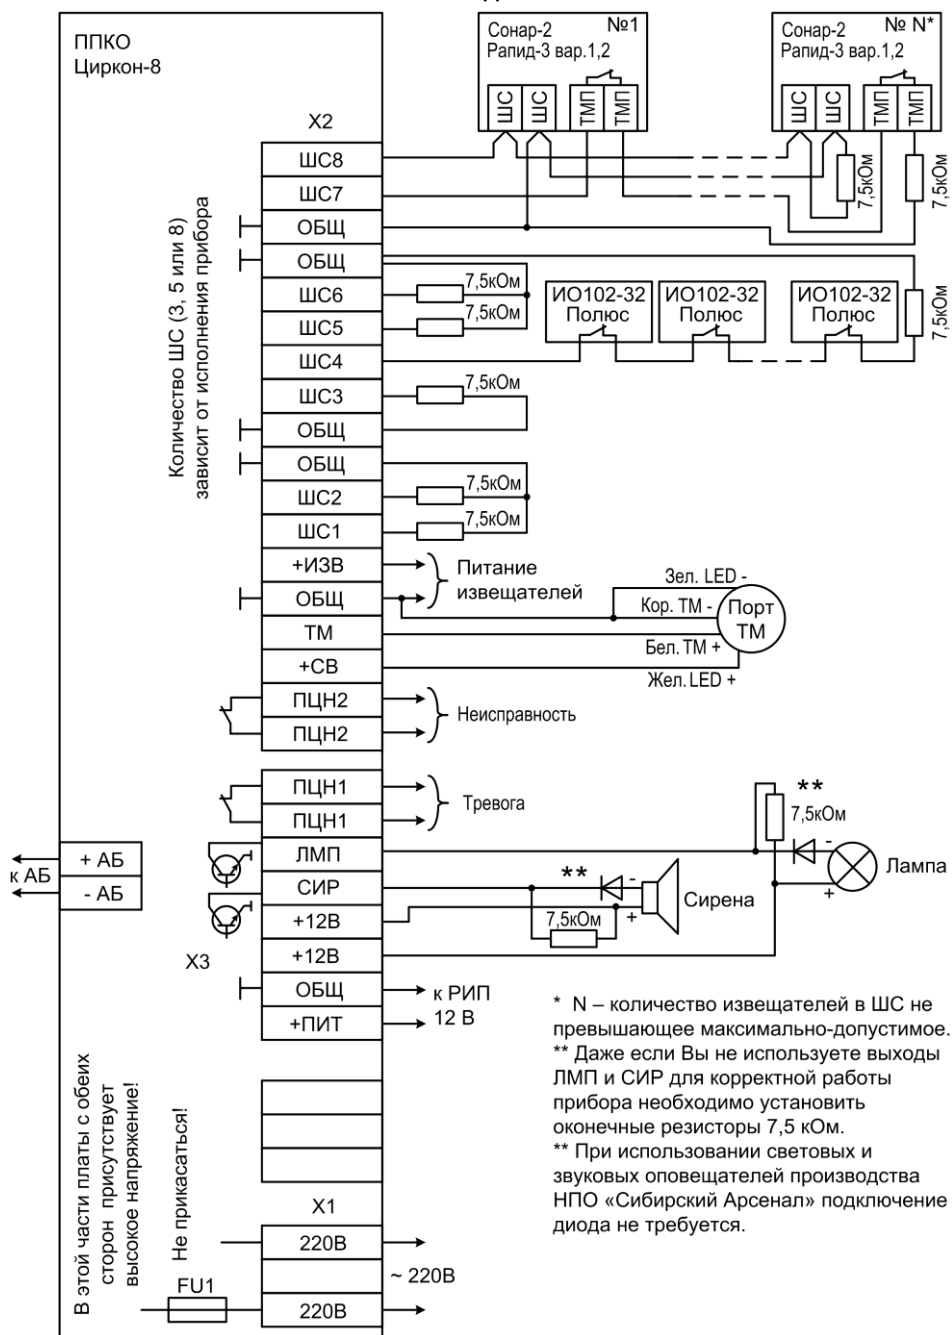 ППКО
Циркон-8
Сонар-2
№1
Рапид-3 вар.1,2
ШС
ШС
ТМП
ТМП
Сонар-2
№ N*
Рапид-3 вар.1,2
ШС
ШС
ТМП
ТМП
7,5кОм
7,5кОм
X2
ШС8
ШС7
ОБЩ
ОБЩ
ШС6
ШС5
ШС4
ШС3
ОБЩ
ОБЩ
ШС2
ШС1
+ИЗВ
ОБЩ
ТМ
+СВ
ПЦН2
ПЦН2
Количество ШС (3, 5 или 8)
зависит от исполнения прибора
7,5кОм
7,5кОм
ИО102-32
Полюс
ИО102-32
Полюс
ИО102-32
Полюс
7,5кОм
7,5кОм
7,5кОм
7,5кОм
Питание
извещателей
Зел. LED -
Кор. ТМ -
Бел. ТМ +
Жел. LED +
Порт
ТМ
Неисправность
ПЦН1
ПЦН1
ЛМП
СИР
+12В
+12В
ОБЩ
+ПИТ
X3
Тревога
+ АБ
- АБ
к АБ
**
7,5кОм
-
+
Лампа
**
-
+
7,5кОм
Сирена
к РИП
12 В
* N – количество извещателей в ШС не
превышающее максимально-допустимое.
** Даже если Вы не используете выходы
ЛМП и СИР для корректной работы
прибора необходимо установить
оконечные резисторы 7,5 кОм.
** При использовании световых и
звуковых оповещателей производства
НПО «Сибирский Арсенал» подключение
диода не требуется.
В этой части платы с обеих
сторон присутствует
высокое напряжение!
Не прикасаться!
X1
220В
220В
~ 220В
FU1